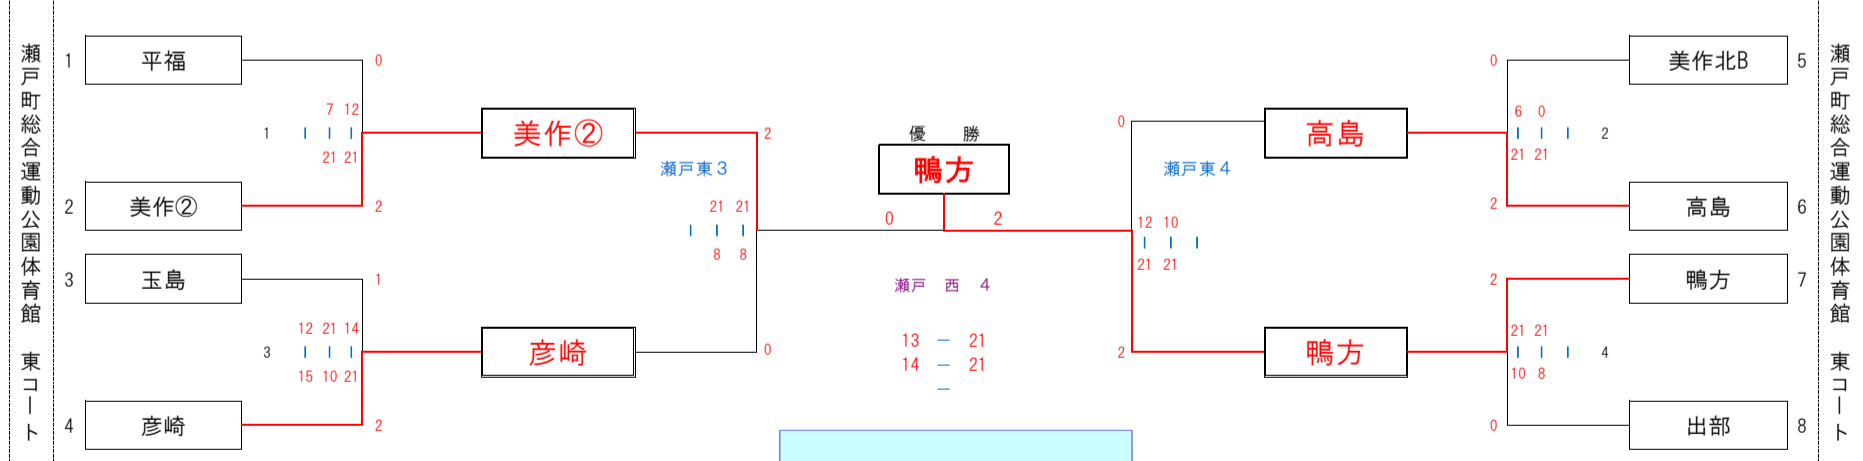 瀬戸町総合運動公園体育館 東コート
1 平福 0
7 12
1
21 21
2 美作② 2
美作② 2
瀬戸東3
21 21
8 8
3 玉島 1
12 21 14
3
15 10 21
4 彦崎 2
彦崎 0
優 勝
鴨方
0 2
瀬戸 西 4
13 － 21
14 － 21
－
0 高島
瀬戸東4
12 10
21 21
2 鴨方
0 美作北B 5
6 0
2
21 21
2 高島 6
2 鴨方 7
21 21
4
10 8
0 出部 8
瀬戸町総合運動公園体育館 東コート